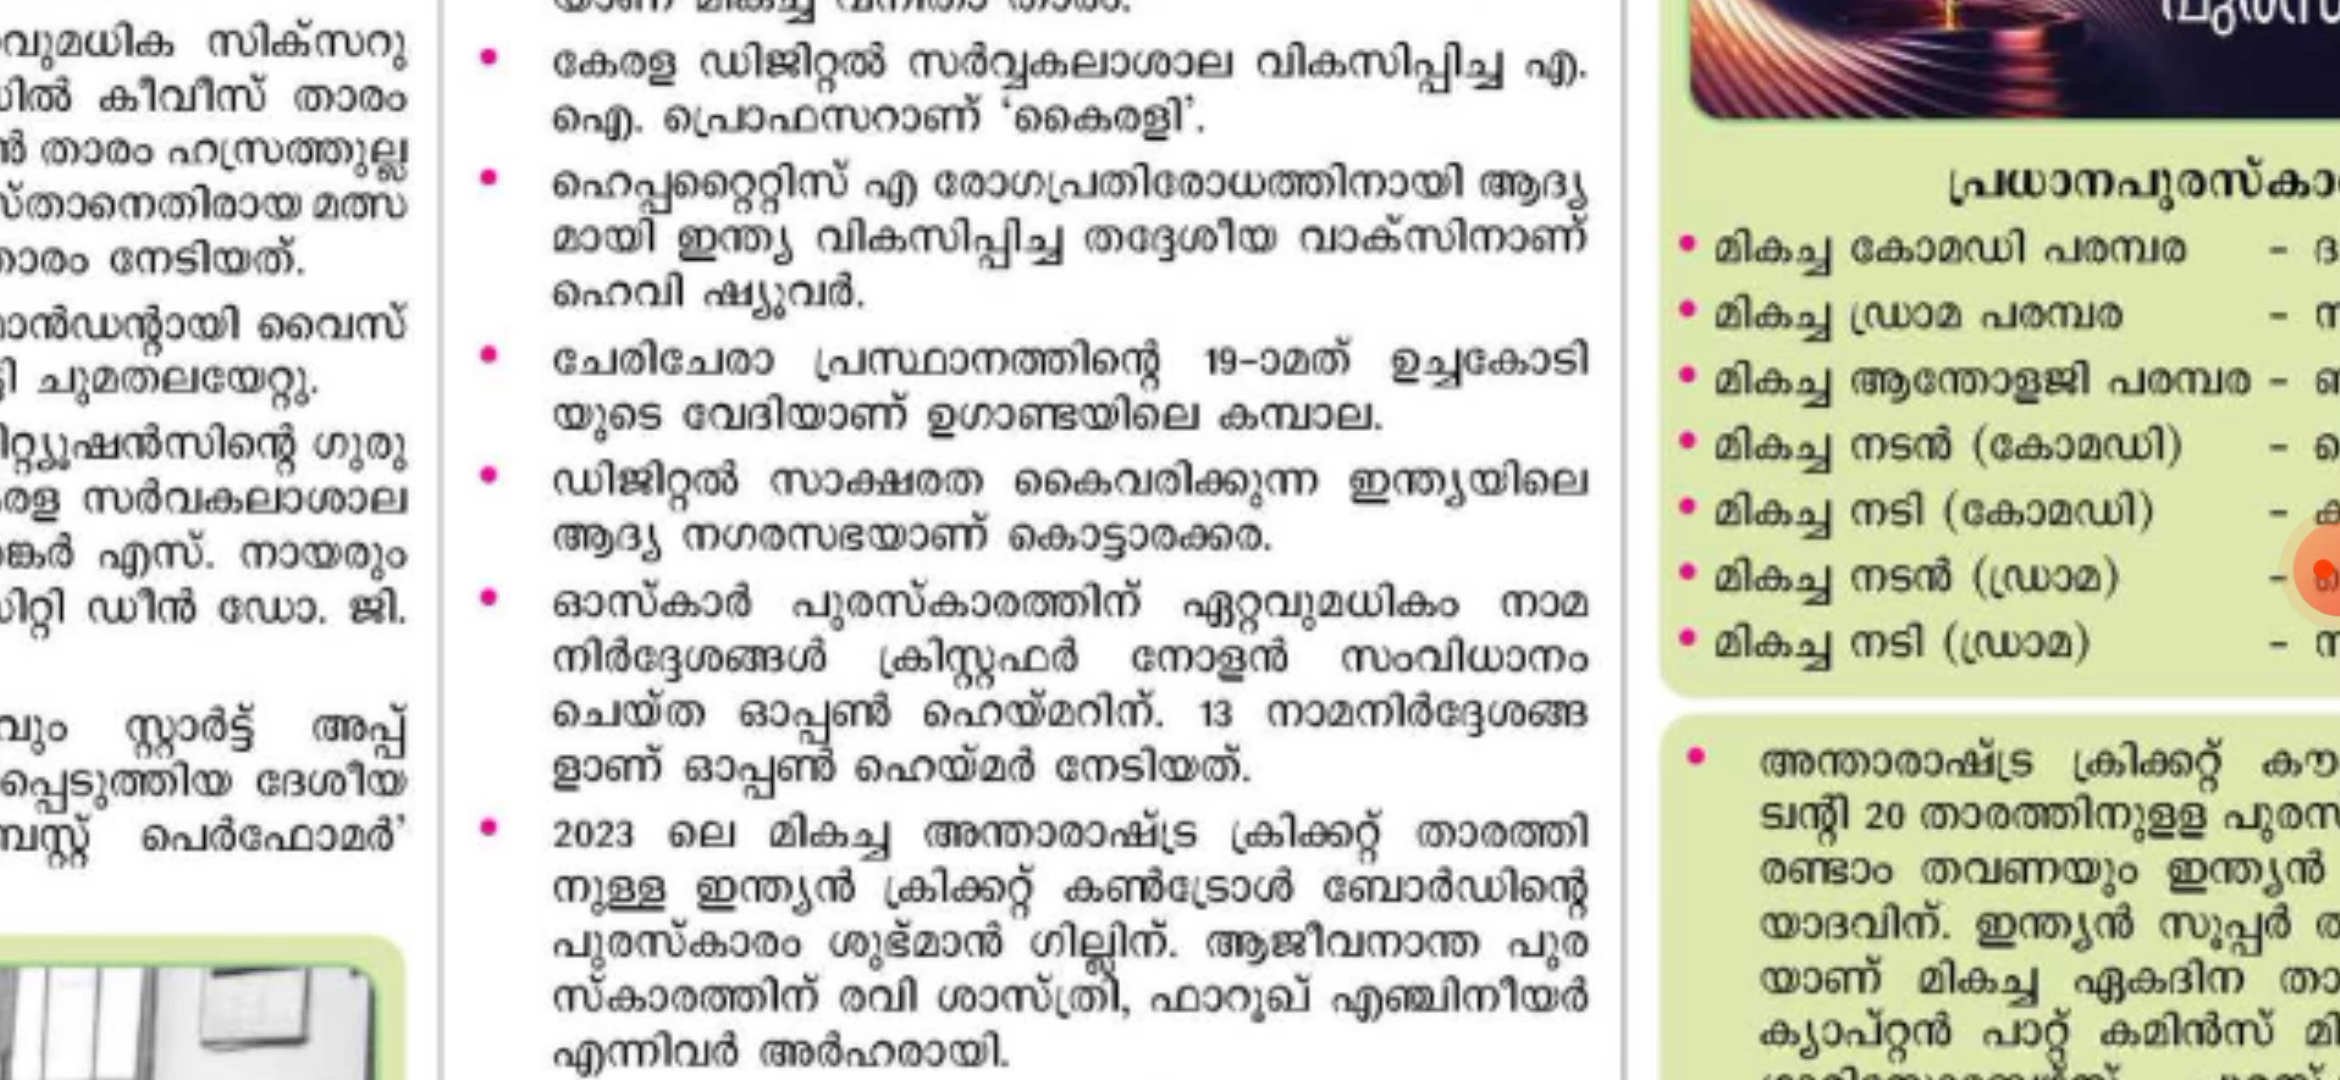 വുമധിക സിക്സറു
യിൽ കീവീസ് താരം
ൻ താരം ഹസ്രത്തുല്ല
സ്താനെതിരായ മത്സ
താരം നേടിയത്.
മാൻഡന്റായി വൈസ്
ചുമതലയേറ്റു.
റ്റ്യൂഷൻസിന്റെ ഗുരു
രള സർവകലാശാല
ങ്കർ എസ്. നായരും
സിറ്റി ഡീൻ ഡോ. ജി.
വും സ്റ്റാർട്ട് അപ്പ്
പ്പെടുത്തിയ ദേശീയ
ബസ്റ്റ് പെർഫോമർ'
യാണ് മികച്ച വനിതാ താരം.
• കേരള ഡിജിറ്റൽ സർവ്വകലാശാല വികസിപ്പിച്ച എ.
ഐ. പ്രൊഫസറാണ് 'കൈരളി'.
• ഹെപ്പറ്റൈറ്റിസ് എ രോഗപ്രതിരോധത്തിനായി ആദ്യ
മായി ഇന്ത്യ വികസിപ്പിച്ച തദ്ദേശീയ വാക്സിനാണ്
ഹെവി ഷ്യുവർ.
• ചേരിചേരാ പ്രസ്ഥാനത്തിന്റെ 19-ാമത് ഉച്ചകോടി
യുടെ വേദിയാണ് ഉഗാണ്ടയിലെ കമ്പാല.
• ഡിജിറ്റൽ സാക്ഷരത കൈവരിക്കുന്ന ഇന്ത്യയിലെ
ആദ്യ നഗരസഭയാണ് കൊട്ടാരക്കര.
• ഓസ്കാർ പുരസ്കാരത്തിന് ഏറ്റവുമധികം നാമ
നിർദ്ദേശങ്ങൾ ക്രിസ്റ്റഫർ നോളൻ സംവിധാനം
ചെയ്ത ഓപ്പൺ ഹെയ്മറിന്. 13 നാമനിർദ്ദേശങ്ങ
ളാണ് ഓപ്പൺ ഹെയ്മർ നേടിയത്.
• 2023 ലെ മികച്ച അന്താരാഷ്ട്ര ക്രിക്കറ്റ് താരത്തി
നുള്ള ഇന്ത്യൻ ക്രിക്കറ്റ് കൺട്രോൾ ബോർഡിന്റെ
പുരസ്കാരം ശുഭ്മാൻ ഗില്ലിന്. ആജീവനാന്ത പുര
സ്കാരത്തിന് രവി ശാസ്ത്രി, ഫാറൂഖ് എഞ്ചിനീയർ
എന്നിവർ അർഹരായി.
പ്രധാനപുരസ്കാര
• മികച്ച കോമഡി പരമ്പര - ദ
• മികച്ച ഡ്രാമ പരമ്പര -
• മികച്ച ആന്തോളജി പരമ്പര -
• മികച്ച നടൻ (കോമഡി) -
• മികച്ച നടി (കോമഡി) -
• മികച്ച നടൻ (ഡ്രാമ) -
• മികച്ച നടി (ഡ്രാമ) -
• അന്താരാഷ്ട്ര ക്രിക്കറ്റ് കൗ
ട്വന്റി 20 താരത്തിനുള്ള പുരസ്
രണ്ടാം തവണയും ഇന്ത്യൻ
യാദവിന്. ഇന്ത്യൻ സൂപ്പർ ത
യാണ് മികച്ച ഏകദിന താ
ക്യാപ്റ്റൻ പാറ്റ് കമിൻസ് മി